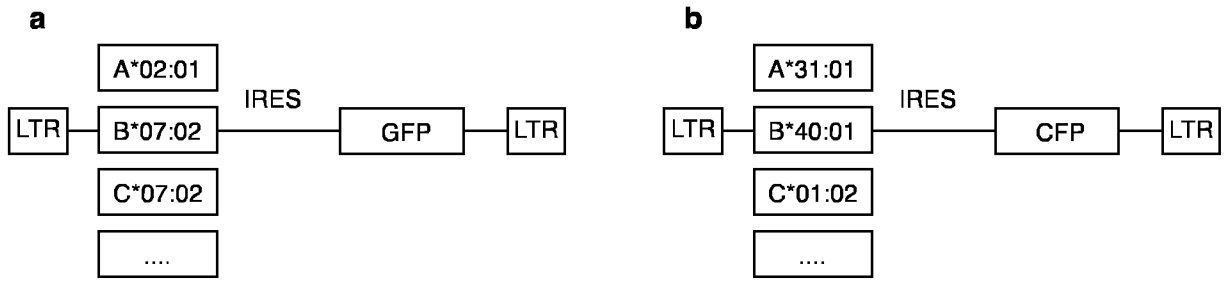 a
A*02:01
IRES
LTR
B*07:02
GFP
LTR
C*07:02
....
b
A*31:01
IRES
LTR
B*40:01
CFP
LTR
C*01:02
....